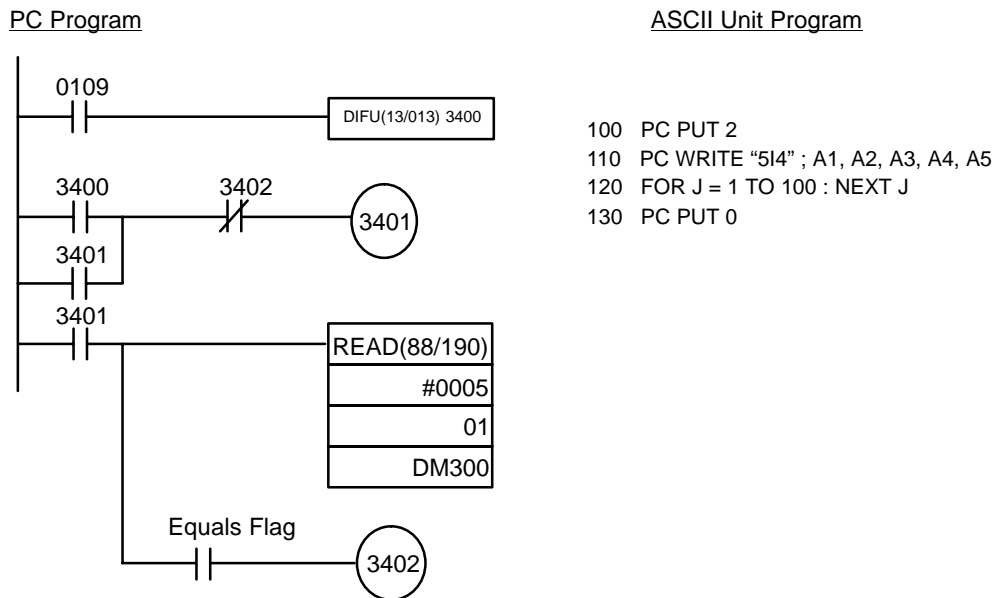 PC Program
ASCII Unit Program
0109
DIFU(13/013) 3400
3400
3402
3401
3401
3401
READ(88/190)
#0005
01
DM300
Equals Flag
3402
100 PC PUT 2
110 PC WRITE “5I4” ; A1, A2, A3, A4, A5
120 FOR J = 1 TO 100 : NEXT J
130 PC PUT 0